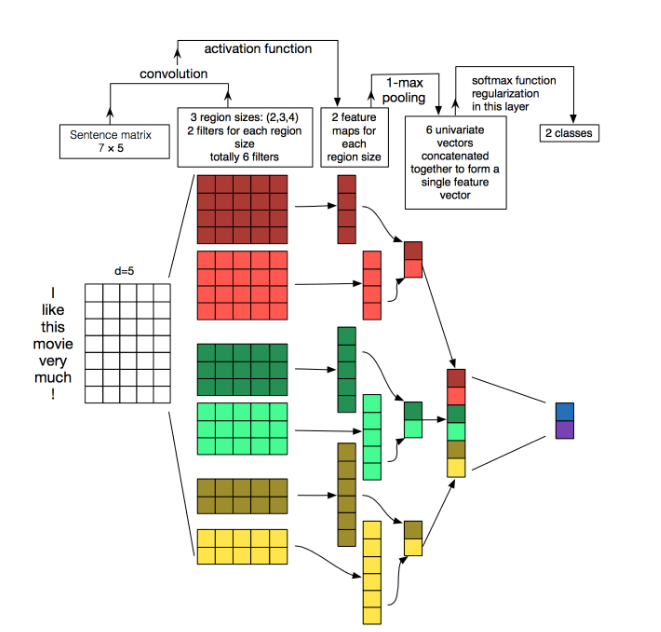 activation function
convolution
1-max
pooling
softmax function
regularization
in this layer
Sentence matrix
7 × 5
3 region sizes: (2,3,4)
2 filters for each region
size
totally 6 filters
2 feature
maps for
each
region size
6 univariate
vectors
concatenated
together to form a
single feature
vector
2 classes
d=5
I
like
this
movie
very
much
!